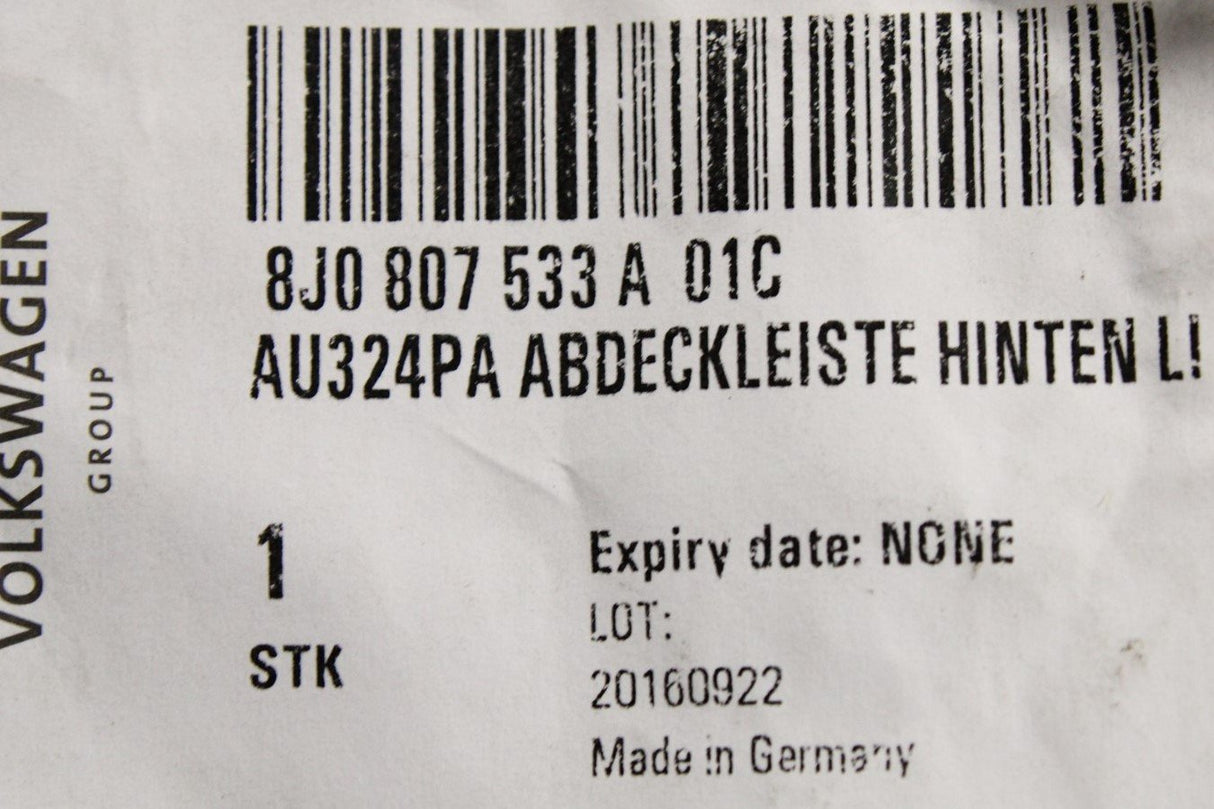 VOLKSWAGEN
GROUP
8J0 807 533 A 01C
AU324PA ABDECKLEISTE HINTEN L!
1
STK
Expiry date: NONE
LOT:
20160922
Made in Germany